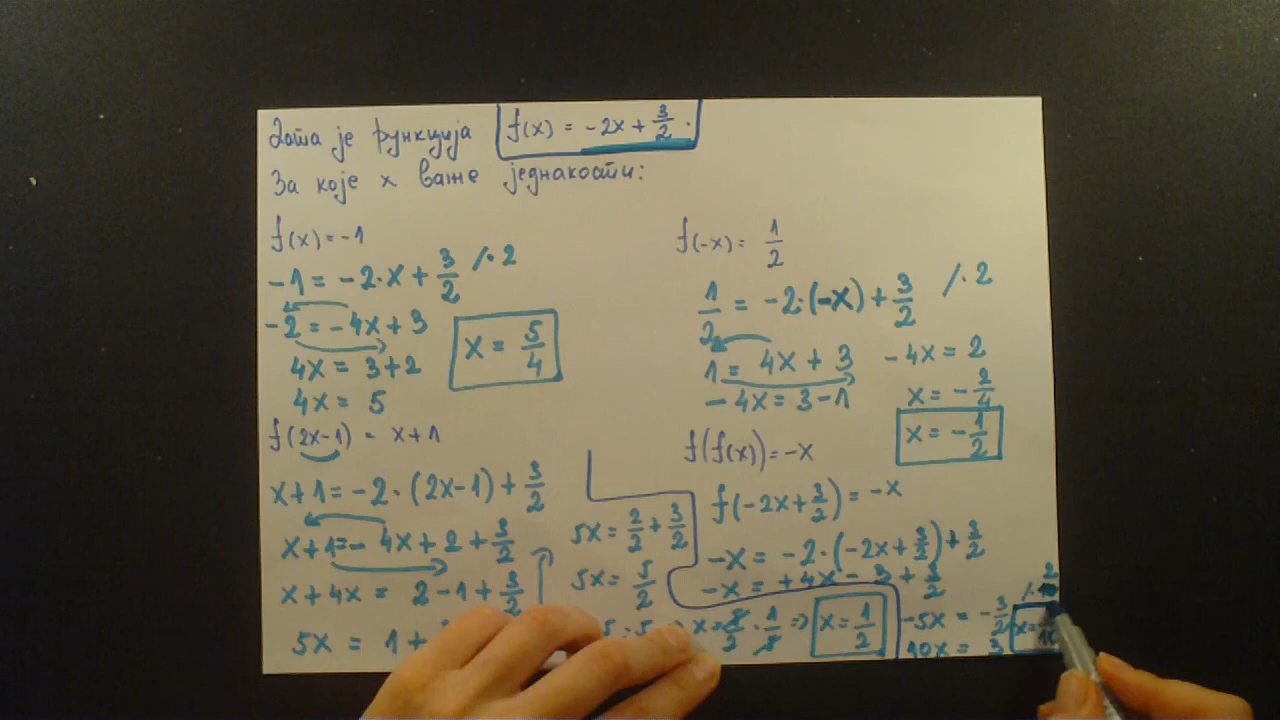 Дата је функција f(x) = -2x + 3/2.
За које x важе једнакости:
f(x) = -1
-1 = -2·x + 3/2 /·2
-2 = -4x + 3
4x = 3+2
4x = 5
x = 5/4
f(-x) = 1/2
1/2 = -2·(-x) + 3/2 /·2
1 = 4x + 3
-4x = 3-1
-4x = 2
x = -2/4
x = -1/2
f(2x-1) = x+1
x+1 = -2·(2x-1) + 3/2
x+1 = -4x + 2 + 3/2
x+4x = 2-1+3/2
5x = 1+
5x = 2/2 + 3/2
5x = 5/2
x = 5/2 · 1/5 => x = 1/2
f(f(x)) = -x
f(-2x + 3/2) = -x
-x = -2·(-2x + 3/2) + 3/2
-x = +4x - 3 + 3/2
-5x = -3/2
10x = 3
x =